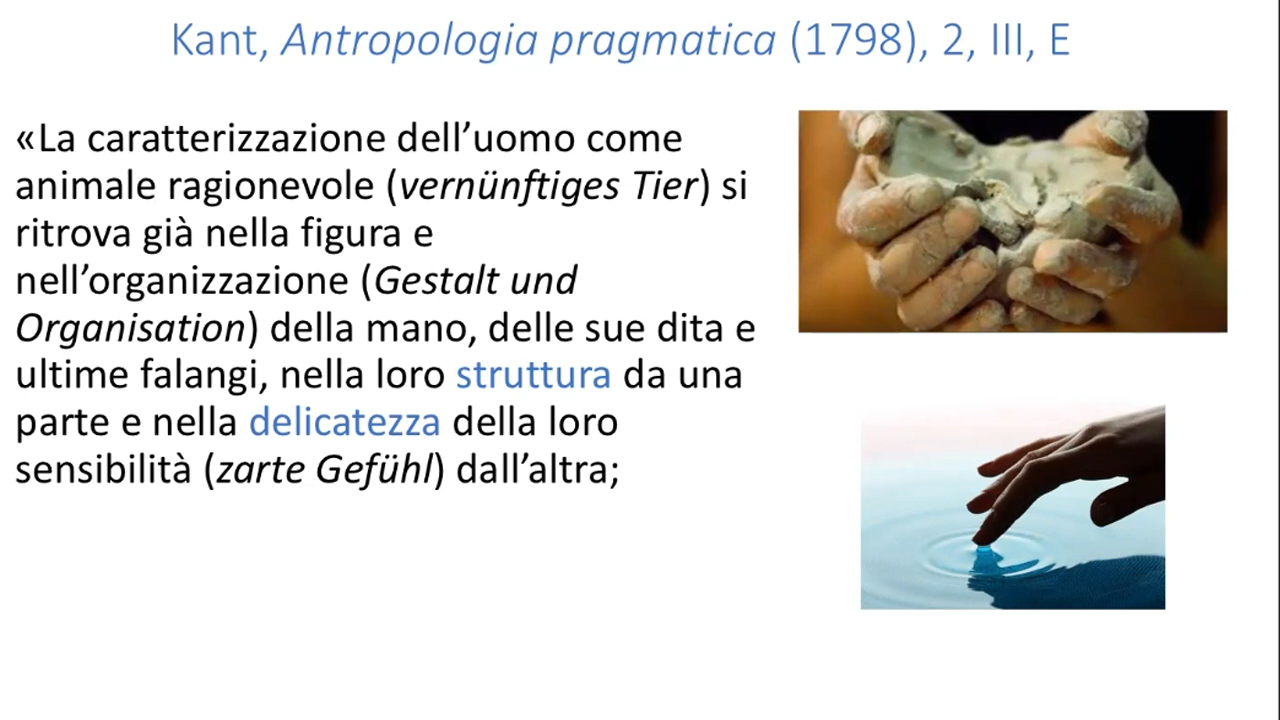 Kant, Antropologia pragmatica (1798), 2, III, E
«La caratterizzazione dell’uomo come
animale ragionevole (vernünftiges Tier) si
ritrova già nella figura e
nell’organizzazione (Gestalt und
Organisation) della mano, delle sue dita e
ultime falangi, nella loro struttura da una
parte e nella delicatezza della loro
sensibilità (zarte Gefühl) dall’altra;